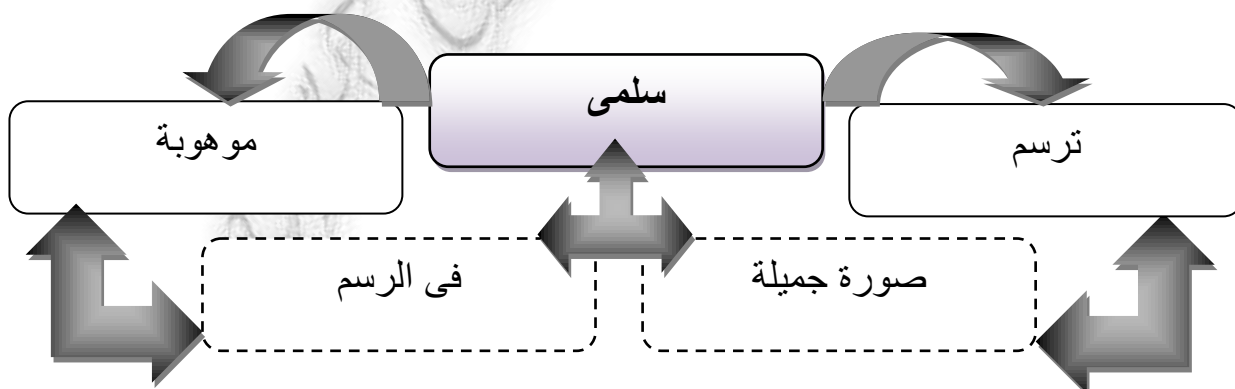 سلمى
ترسم
موهوبة
صورة جميلة
فى الرسم